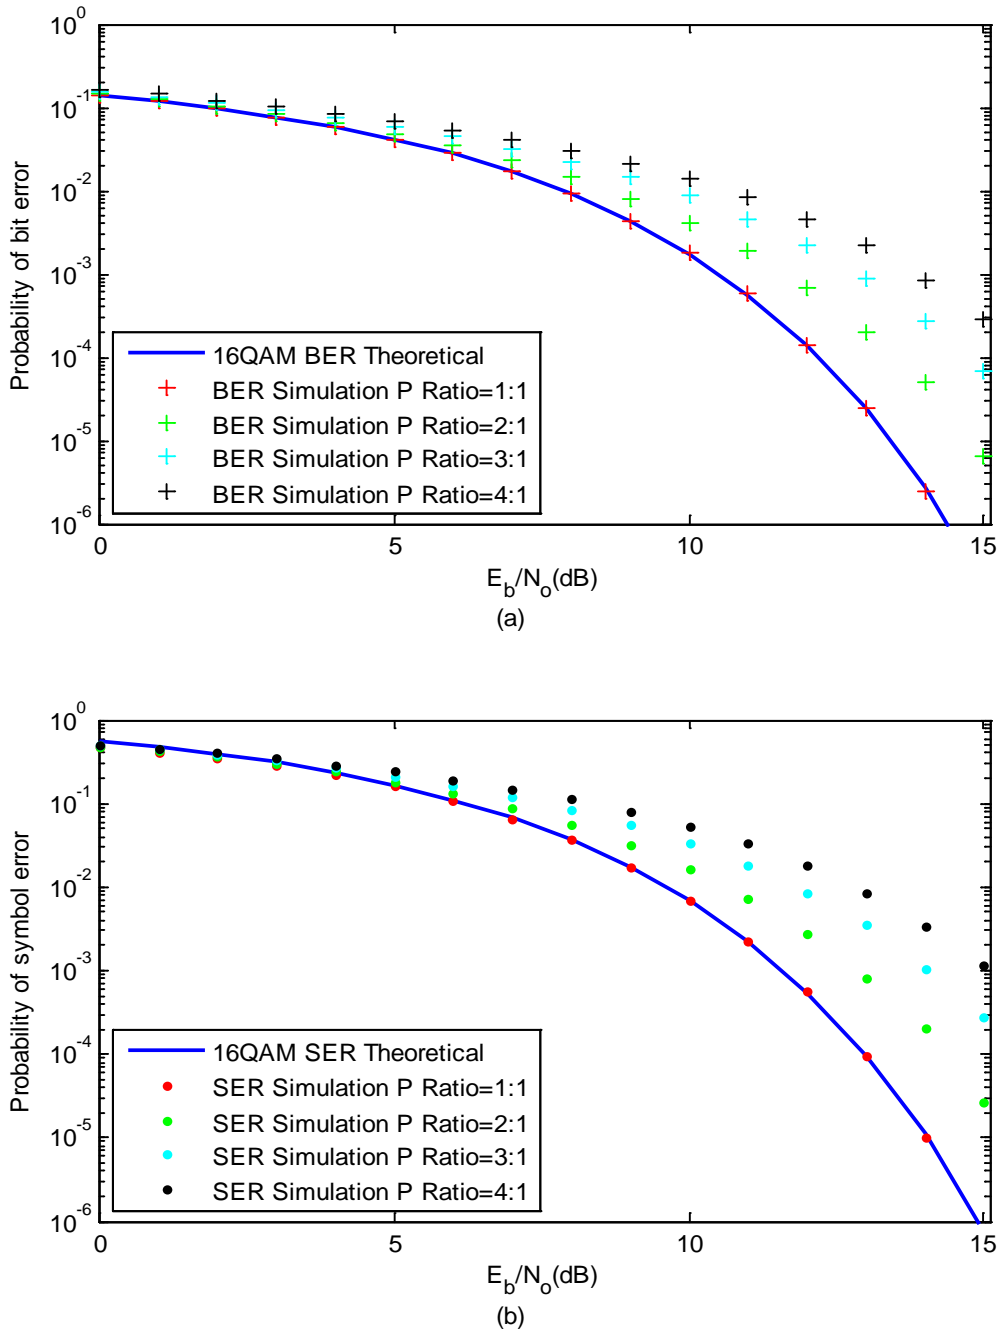 10^0
10^-1
10^-2
10^-3
10^-4
10^-5
10^-6
Probability of bit error
16QAM BER Theoretical
BER Simulation P Ratio=1:1
BER Simulation P Ratio=2:1
BER Simulation P Ratio=3:1
BER Simulation P Ratio=4:1
0 5 10 15
E_b/N_o(dB)
(a)
10^0
10^-1
10^-2
10^-3
10^-4
10^-5
10^-6
Probability of symbol error
16QAM SER Theoretical
SER Simulation P Ratio=1:1
SER Simulation P Ratio=2:1
SER Simulation P Ratio=3:1
SER Simulation P Ratio=4:1
0 5 10 15
E_b/N_o(dB)
(b)